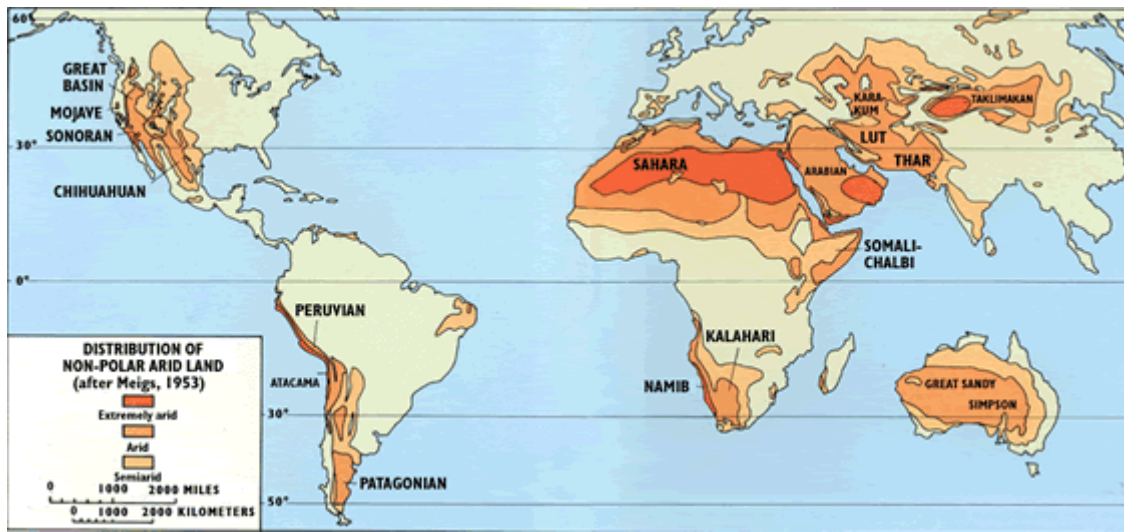 60°
GREAT
BASIN
MOJAVE
SONORAN
30°
CHIHUAHUAN
KARA-
KUM
TAKLIMAKAN
LUT
THAR
SAHARA
ARABIAN
SOMALI-
CHALBI
0°
PERUVIAN
KALAHARI
ATACAMA
NAMIB
GREAT SANDY
SIMPSON
30°
PATAGONIAN
50°
DISTRIBUTION OF
NON-POLAR ARID LAND
(after Meigs, 1953)
Extremely arid
Arid
Semiarid
0 1000 2000 MILES
0 1000 2000 KILOMETERS